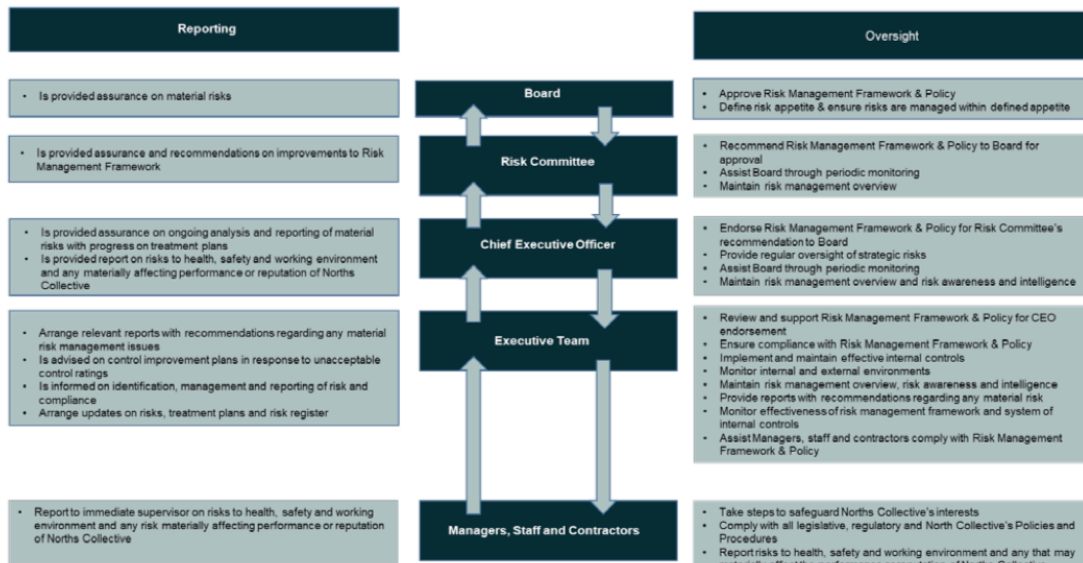 Reporting
Oversight
• Is provided assurance on material risks
Board
• Approve Risk Management Framework & Policy
• Define risk appetite & ensure risks are managed within defined appetite
• Is provided assurance and recommendations on improvements to Risk
Management Framework
Risk Committee
• Recommend Risk Management Framework & Policy to Board for
approval
• Assist Board through periodic monitoring
• Maintain risk management overview
• Is provided assurance on ongoing analysis and reporting of material
risks with progress on treatment plans
• Is provided report on risks to health, safety and working environment
and any materially affecting performance or reputation of Norths
Collective
Chief Executive Officer
• Endorse Risk Management Framework & Policy for Risk Committee's
recommendation to Board
• Provide regular oversight of strategic risks
• Assist Board through periodic monitoring
• Maintain risk management overview and risk awareness and intelligence
• Arrange relevant reports with recommendations regarding any material
risk management issues
• Is advised on control improvement plans in response to unacceptable
control ratings
• Is informed on identification, management and reporting of risk and
compliance
• Arrange updates on risks, treatment plans and risk register
Executive Team
• Review and support Risk Management Framework & Policy for CEO
endorsement
• Ensure compliance with Risk Management Framework & Policy
• Implement and maintain effective internal controls
• Monitor internal and external environments
• Maintain risk management overview, risk awareness and intelligence
• Provide reports with recommendations regarding any material risk
• Monitor effectiveness of risk management framework and system of
internal controls
• Assist Managers, staff and contractors comply with Risk Management
Framework & Policy
• Report to immediate supervisor on risks to health, safety and working
environment and any risk materially affecting performance or reputation
of Norths Collective
Managers, Staff and Contractors
• Take steps to safeguard Norths Collective's interests
• Comply with all legislative, regulatory and North Collective's Policies and
Procedures
• Report risks to health, safety and working environment and any that may